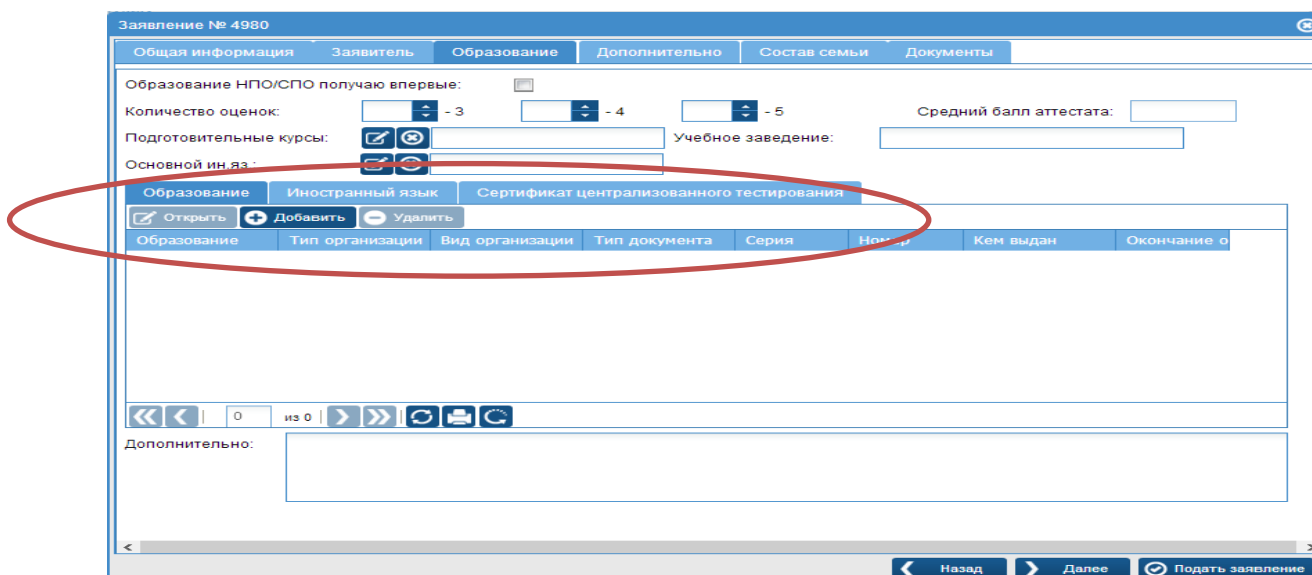 Заявление № 4980
Общая информация Заявитель Образование Дополнительно Состав семьи Документы
Образование НПО/СПО получаю впервые:
Количество оценок: - 3 - 4 - 5 Средний балл аттестата:
Подготовительные курсы: Учебное заведение:
Основной ин.яз.:
Образование Иностранный язык Сертификат централизованного тестирования
Открыть Добавить Удалить
Образование Тип организации Вид организации Тип документа Серия Номер Кем выдан Окончание о
0 из 0
Дополнительно:
Назад Далее Подать заявление